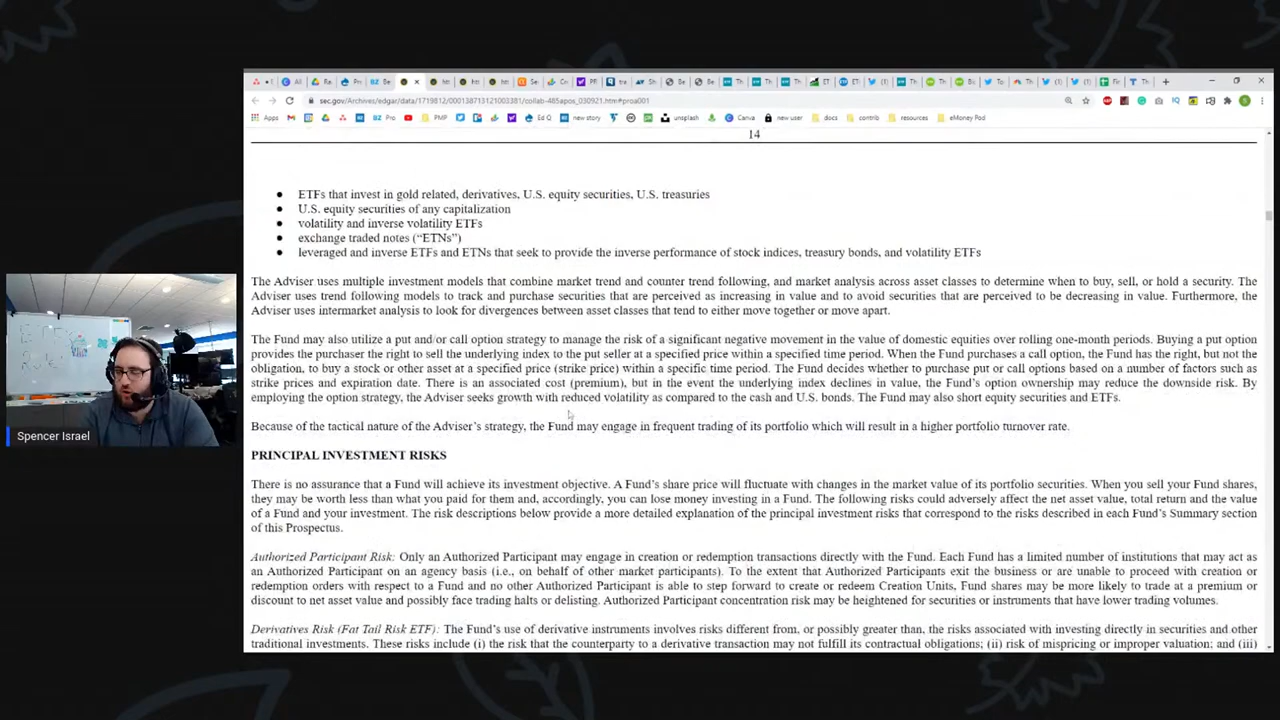 sec.gov/Archives/edgar/data/1719812/000138713121003381/collab-485apos_030921.htm#proa001
Apps
PMP
Pro
Ed Q
new story
unsplash
Canva
new user
docs
contrib
resources
eMoney Pod
14
● ETFs that invest in gold related, derivatives, U.S. equity securities, U.S. treasuries
● U.S. equity securities of any capitalization
● volatility and inverse volatility ETFs
● exchange traded notes (“ETNs”)
● leveraged and inverse ETFs and ETNs that seek to provide the inverse performance of stock indices, treasury bonds, and volatility ETFs
The Adviser uses multiple investment models that combine market trend and counter trend following, and market analysis across asset classes to determine when to buy, sell, or hold a security. The
Adviser uses trend following models to track and purchase securities that are perceived as increasing in value and to avoid securities that are perceived to be decreasing in value. Furthermore, the
Adviser uses intermarket analysis to look for divergences between asset classes that tend to either move together or move apart.
The Fund may also utilize a put and/or call option strategy to manage the risk of a significant negative movement in the value of domestic equities over rolling one-month periods. Buying a put option
provides the purchaser the right to sell the underlying index to the put seller at a specified price within a specified time period. When the Fund purchases a call option, the Fund has the right, but not the
obligation, to buy a stock or other asset at a specified price (strike price) within a specific time period. The Fund decides whether to purchase put or call options based on a number of factors such as
strike prices and expiration date. There is an associated cost (premium), but in the event the underlying index declines in value, the Fund’s option ownership may reduce the downside risk. By
employing the option strategy, the Adviser seeks growth with reduced volatility as compared to the cash and U.S. bonds. The Fund may also short equity securities and ETFs.
Because of the tactical nature of the Adviser’s strategy, the Fund may engage in frequent trading of its portfolio which will result in a higher portfolio turnover rate.
PRINCIPAL INVESTMENT RISKS
There is no assurance that a Fund will achieve its investment objective. A Fund’s share price will fluctuate with changes in the market value of its portfolio securities. When you sell your Fund shares,
they may be worth less than what you paid for them and, accordingly, you can lose money investing in a Fund. The following risks could adversely affect the net asset value, total return and the value
of a Fund and your investment. The risk descriptions below provide a more detailed explanation of the principal investment risks that correspond to the risks described in each Fund’s Summary section
of this Prospectus.
Authorized Participant Risk: Only an Authorized Participant may engage in creation or redemption transactions directly with the Fund. Each Fund has a limited number of institutions that may act as
an Authorized Participant on an agency basis (i.e., on behalf of other market participants). To the extent that Authorized Participants exit the business or are unable to proceed with creation or
redemption orders with respect to a Fund and no other Authorized Participant is able to step forward to create or redeem Creation Units, Fund shares may be more likely to trade at a premium or
discount to net asset value and possibly face trading halts or delisting. Authorized Participant concentration risk may be heightened for securities or instruments that have lower trading volumes.
Derivatives Risk (Fat Tail Risk ETF): The Fund’s use of derivative instruments involves risks different from, or possibly greater than, the risks associated with investing directly in securities and other
traditional investments. These risks include (i) the risk that the counterparty to a derivative transaction may not fulfill its contractual obligations; (ii) risk of mispricing or improper valuation; and (iii)
Spencer Israel